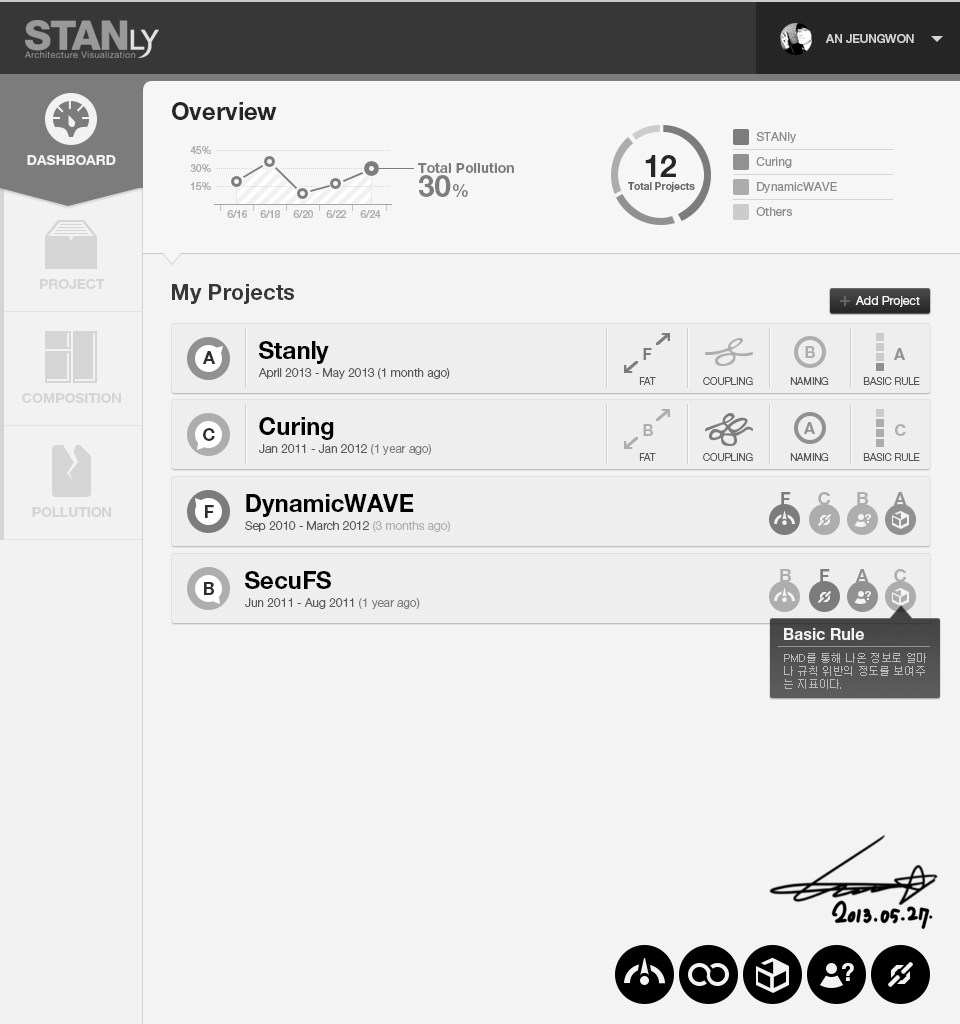 STANLY
Architecture Visualization
AN JEUNGWON
DASHBOARD
PROJECT
COMPOSITION
POLLUTION
Overview
45%
30%
15%
6/16 6/18 6/20 6/22 6/24
Total Pollution
30%
12
Total Projects
STANly
Curing
DynamicWAVE
Others
My Projects
+ Add Project
A
Stanly
April 2013 - May 2013 (1 month ago)
F
FAT
COUPLING
B
NAMING
A
BASIC RULE
C
Curing
Jan 2011 - Jan 2012 (1 year ago)
B
FAT
COUPLING
A
NAMING
C
BASIC RULE
F
DynamicWAVE
Sep 2010 - March 2012 (3 months ago)
F C B A
B
SecuFS
Jun 2011 - Aug 2011 (1 year ago)
B F A C
Basic Rule
PMD를 통해 나온 정보로 얼마
나 규칙 위반의 정도를 보여주
는 지표이다.
2013.05.27.